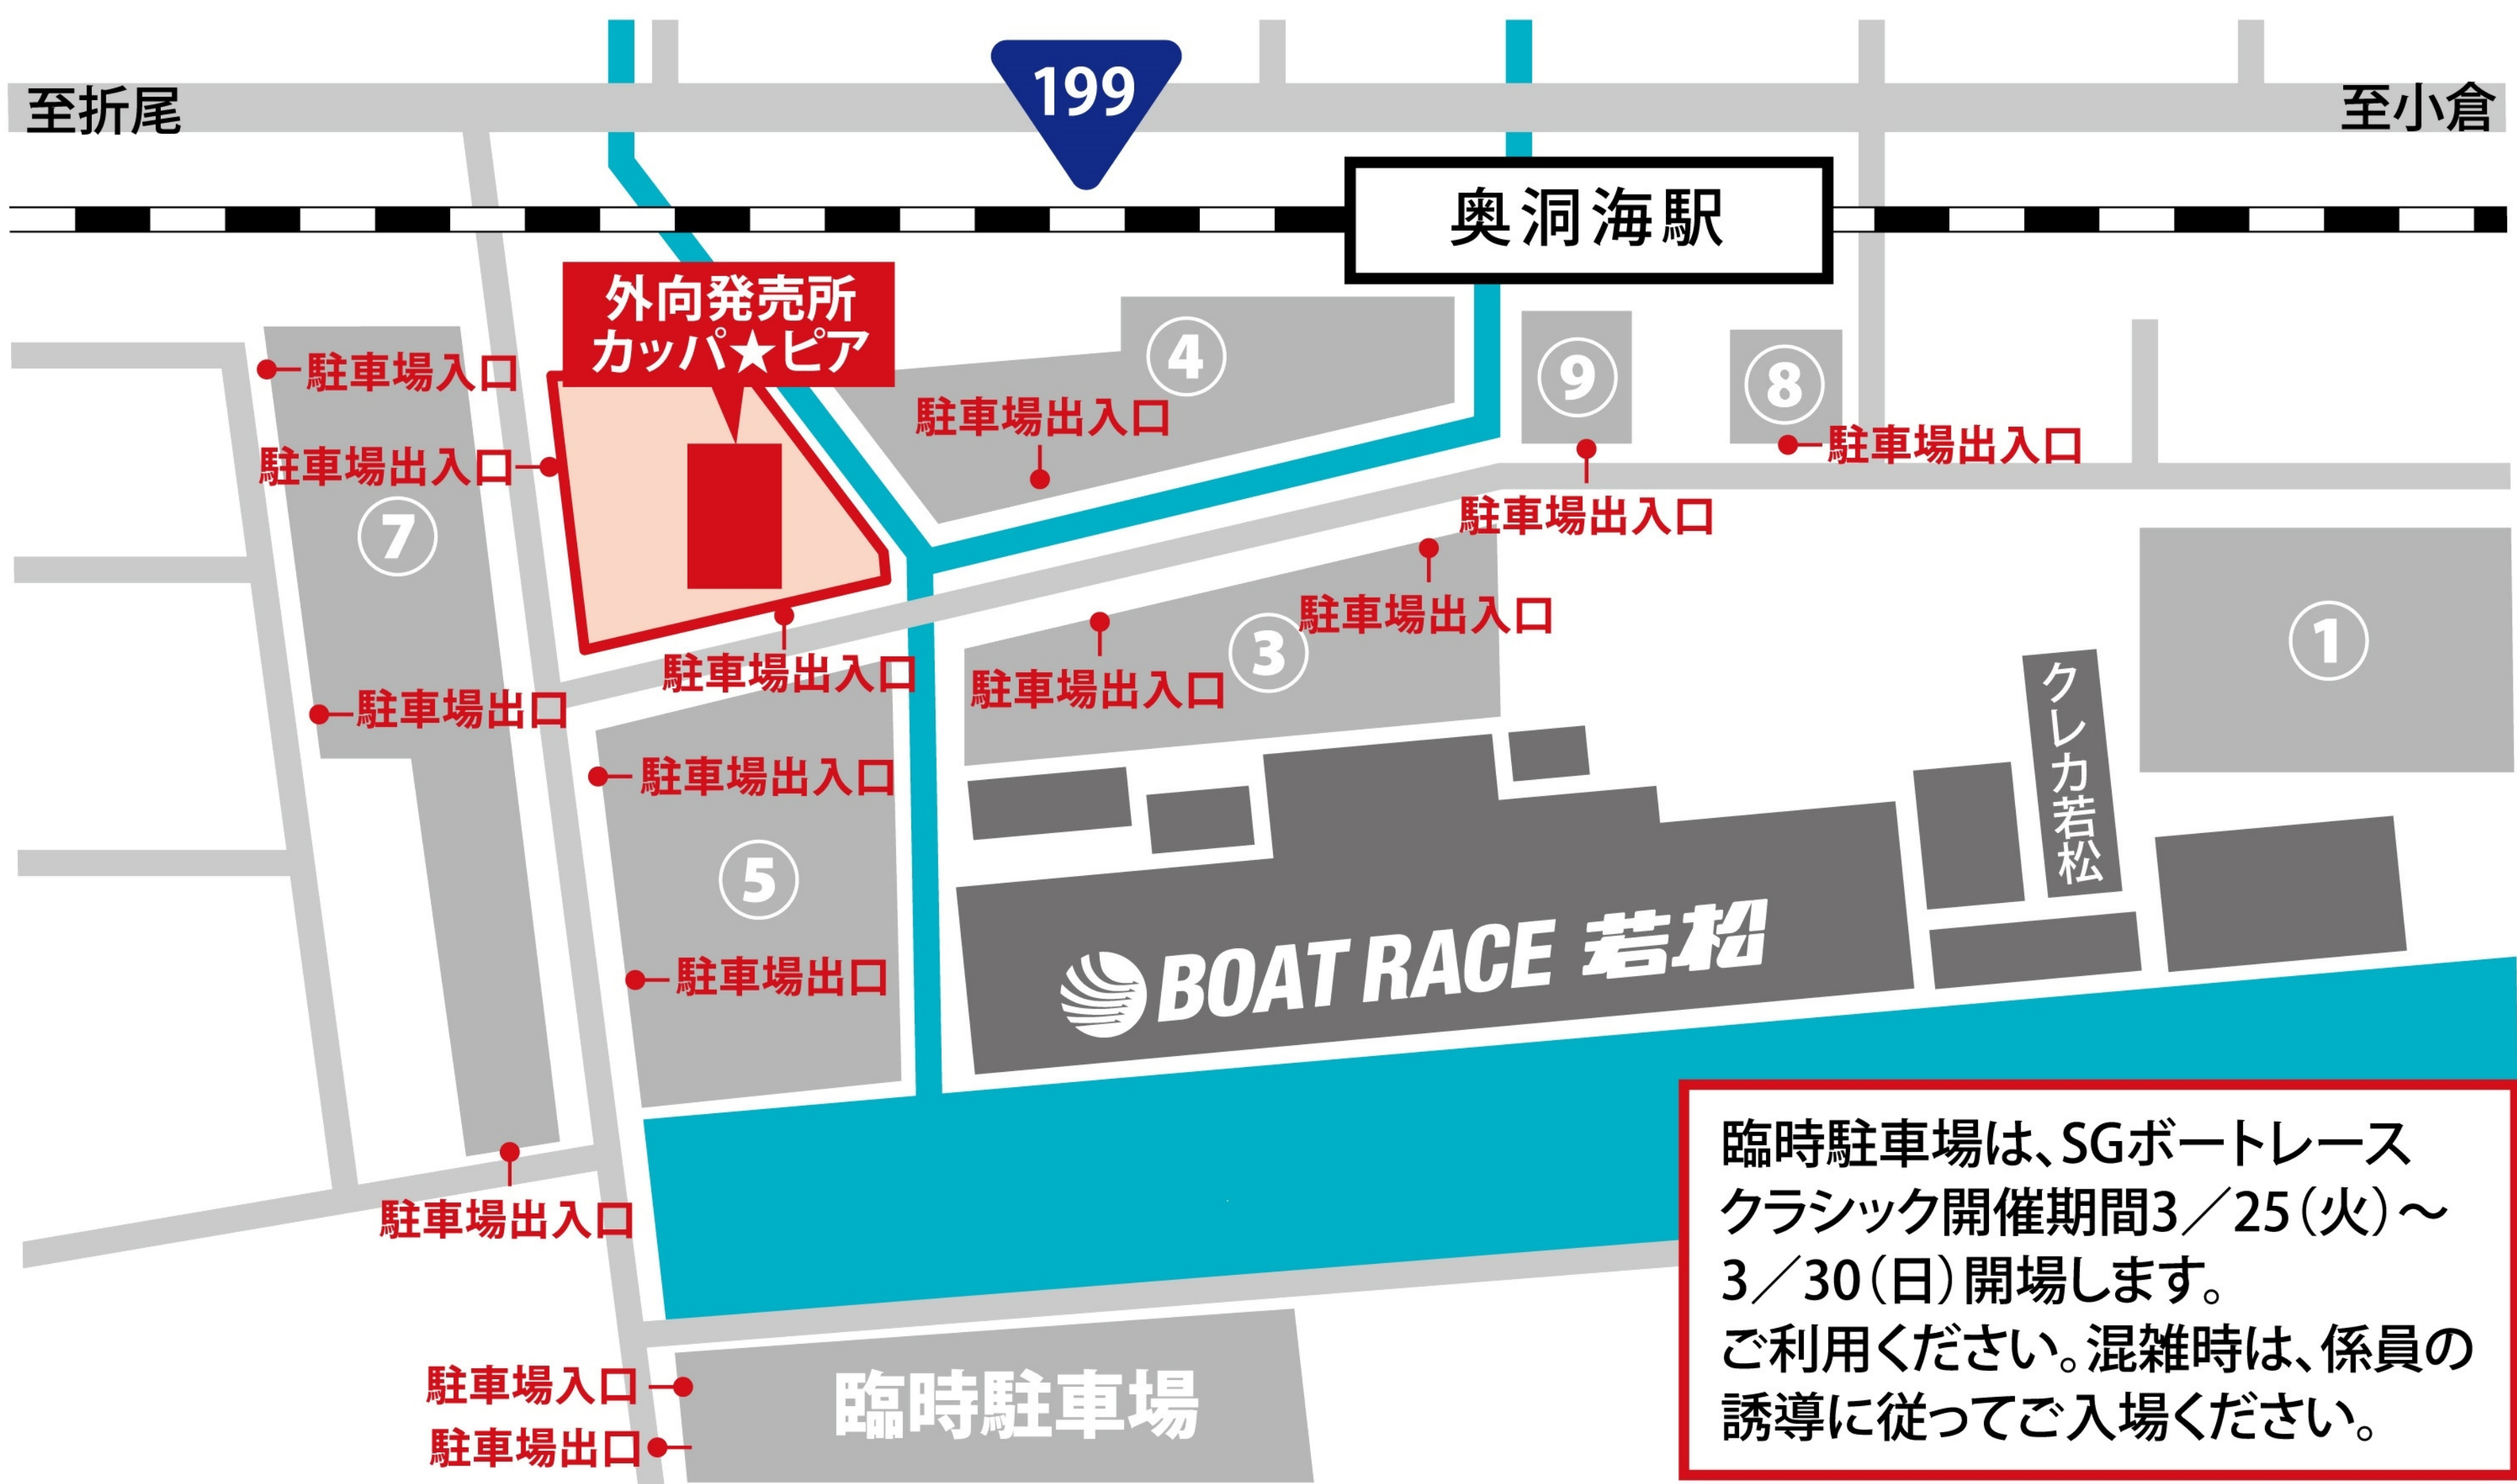 199
至折尾
至小倉
奥洞海駅
外向発売所
カッパ★ピア
④
⑨
⑧
駐車場入口
駐車場出入口
駐車場出入口
駐車場出入口
⑦
駐車場出入口
駐車場出入口
駐車場出入口
③
①
駐車場出入口
駐車場出口
駐車場出入口
クレカ若松
⑤
駐車場出口
BOAT RACE 若松
駐車場出入口
臨時駐車場は、SGボートレース
クラシック開催期間3／25（火）～
3／30（日）開場します。
ご利用ください。混雑時は、係員の
誘導に従ってご入場ください。
駐車場入口
駐車場出口
臨時駐車場